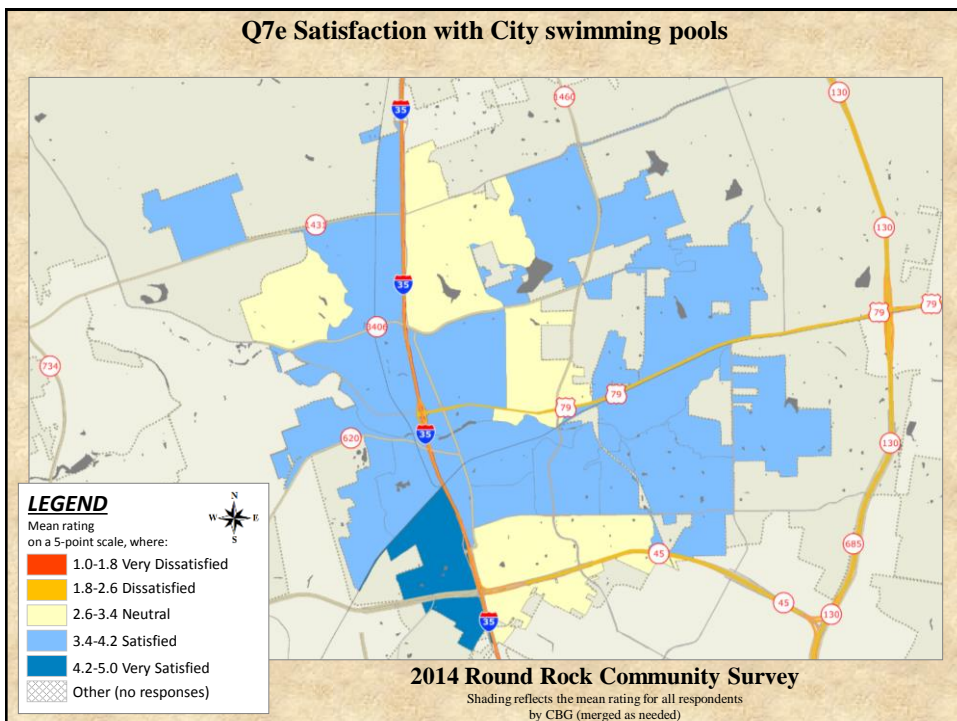 Q7e Satisfaction with City swimming pools
35
1460
130
1431
130
35
79
79
3406
734
79
79
35
620
130
45
685
45
130
35
LEGEND
N
W
E
S
Mean rating
on a 5-point scale, where:
1.0-1.8 Very Dissatisfied
1.8-2.6 Dissatisfied
2.6-3.4 Neutral
3.4-4.2 Satisfied
4.2-5.0 Very Satisfied
Other (no responses)
2014 Round Rock Community Survey
Shading reflects the mean rating for all respondents
by CBG (merged as needed)